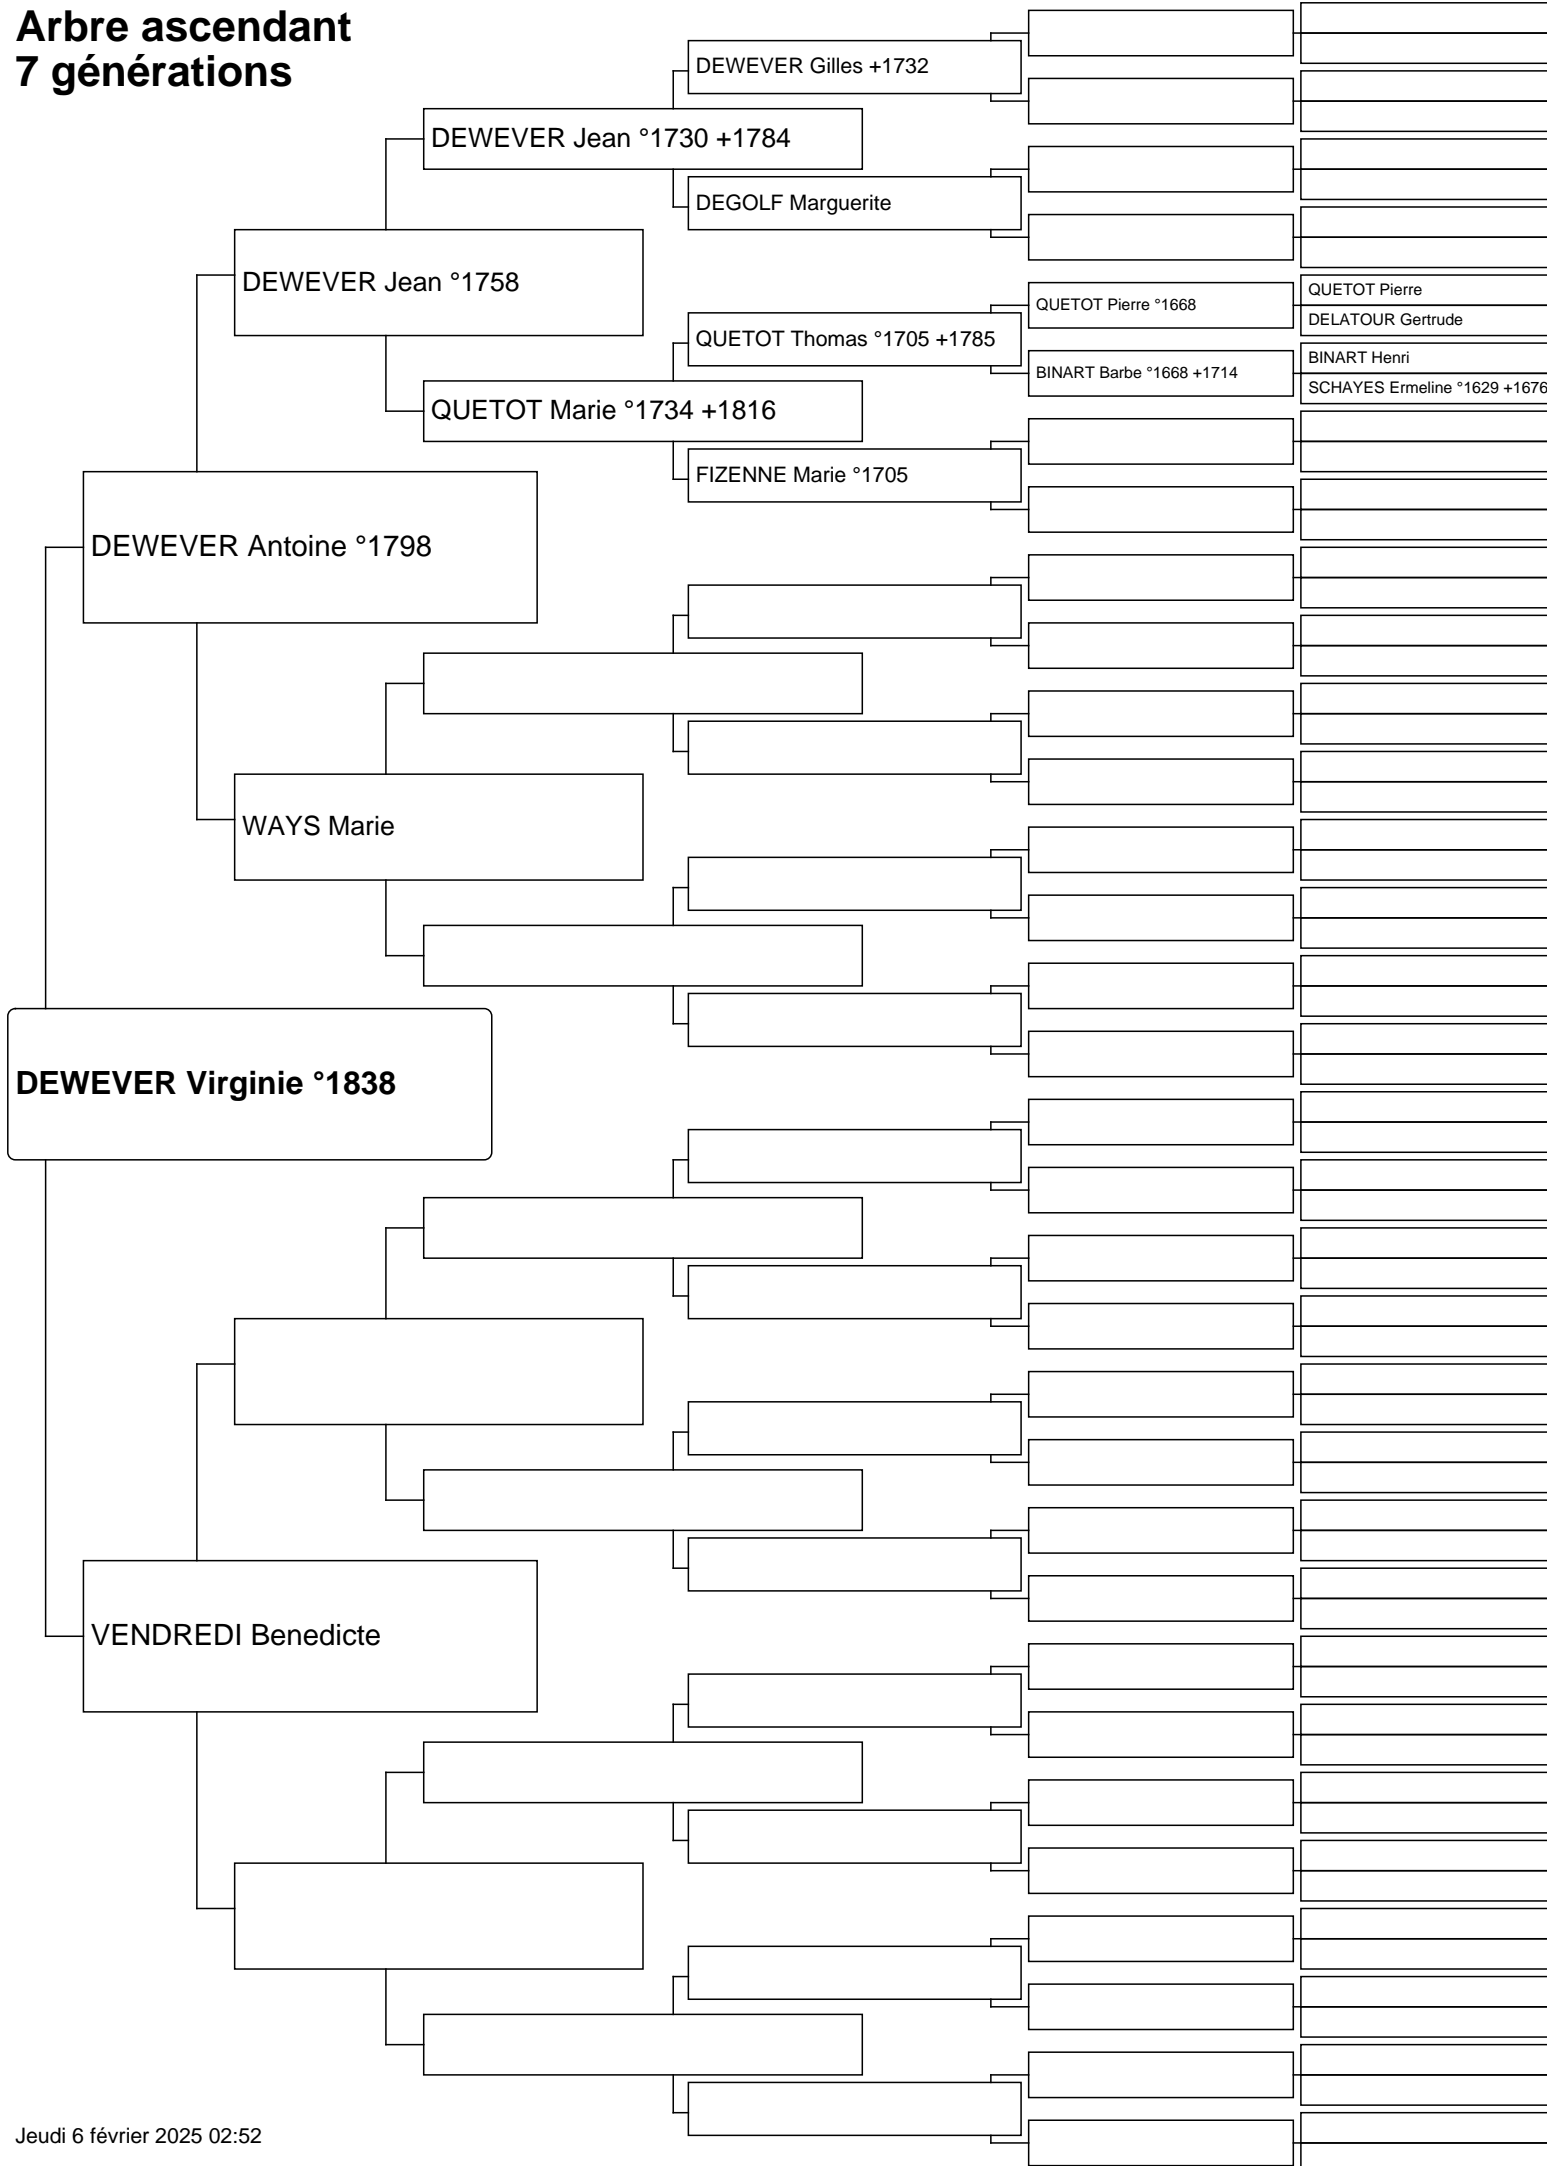 Arbre ascendant
7 générations
DEWEVER Gilles +1732
DEWEVER Jean °1730 +1784
DEGOLF Marguerite
DEWEVER Jean °1758
QUETOT Pierre
QUETOT Pierre °1668
DELATOUR Gertrude
QUETOT Thomas °1705 +1785
BINART Henri
BINART Barbe °1668 +1714
SCHAYES Ermeline °1629 +1676
QUETOT Marie °1734 +1816
FIZENNE Marie °1705
DEWEVER Antoine °1798
WAYS Marie
DEWEVER Virginie °1838
VENDREDI Benedicte
Jeudi 6 février 2025 02:52